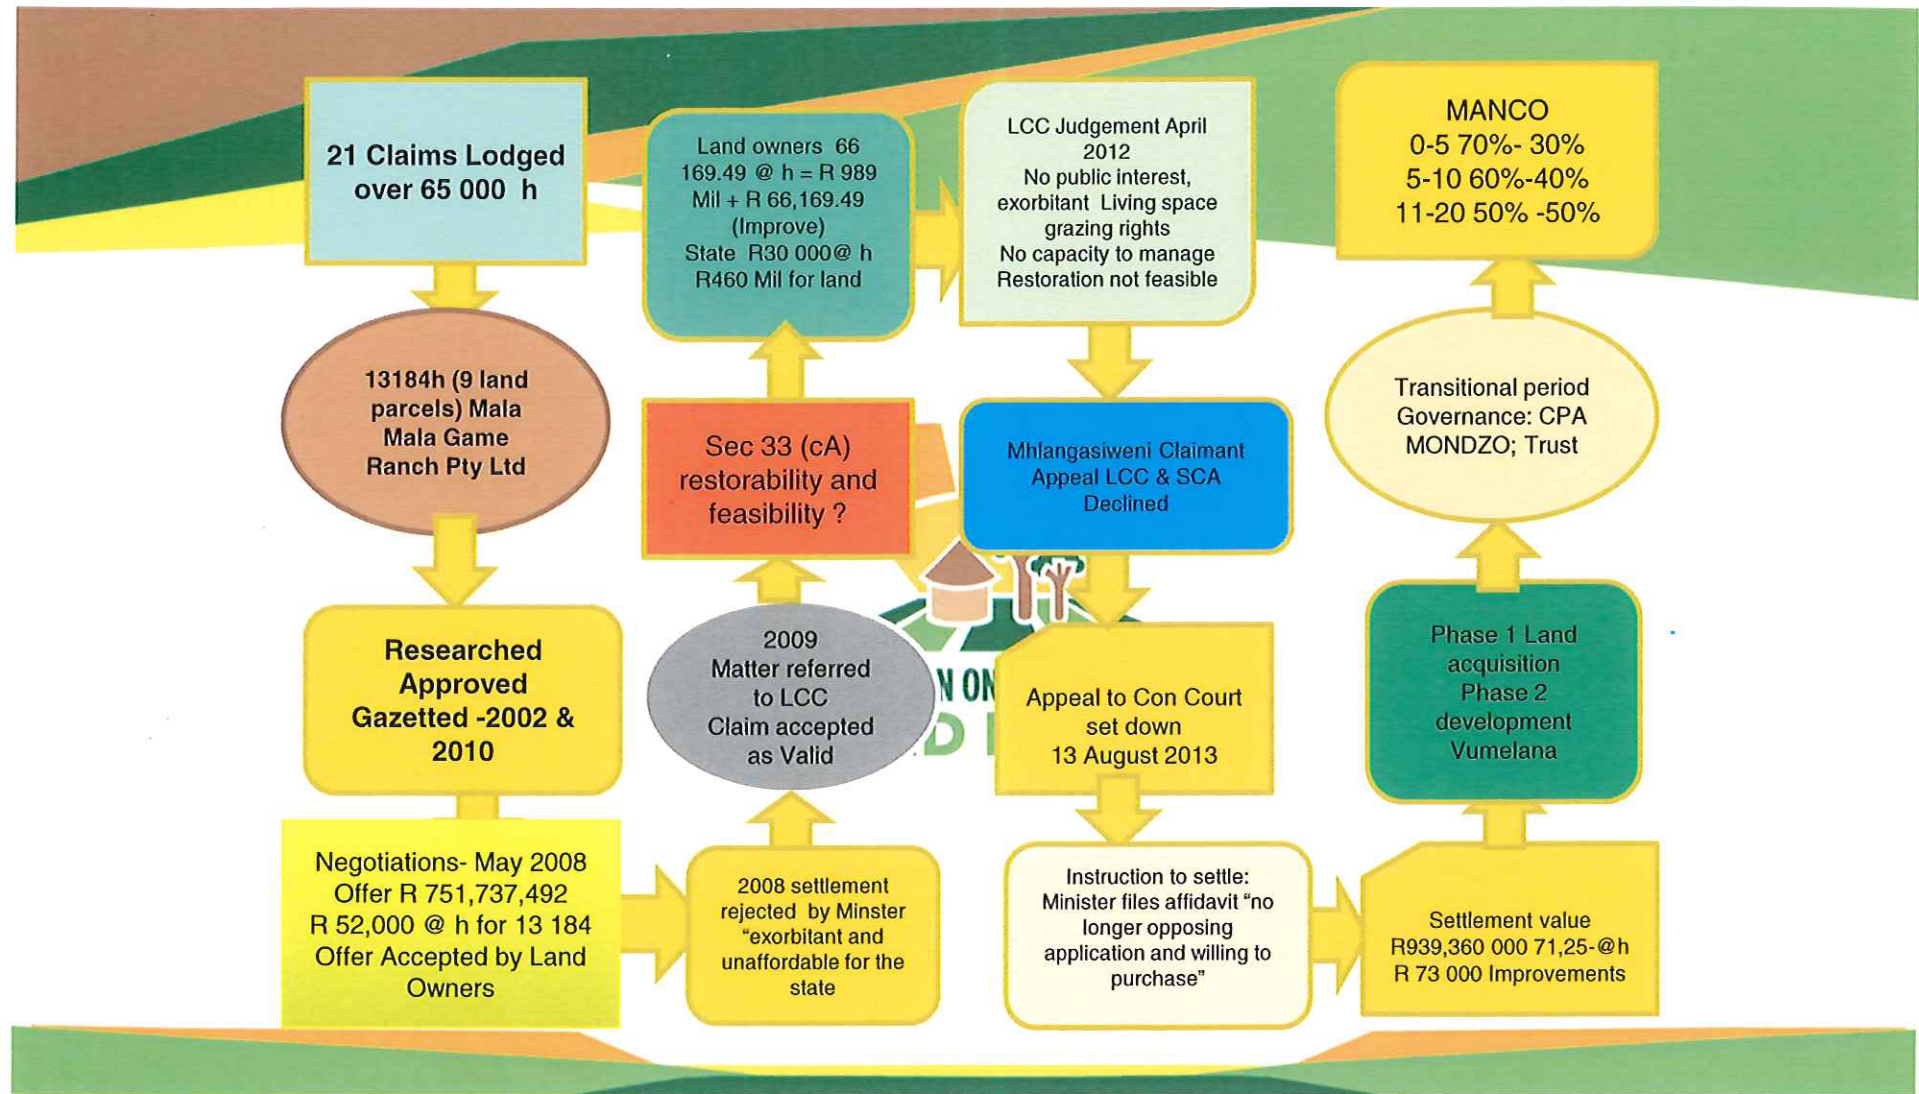 21 Claims Lodged
over 65 000 h
13184h (9 land
parcels) Mala
Mala Game
Ranch Pty Ltd
Researched
Approved
Gazetted -2002 &
2010
Negotiations- May 2008
Offer R 751,737,492
R 52,000 @ h for 13 184
Offer Accepted by Land
Owners
2008 settlement
rejected by Minster
“exorbitant and
unaffordable for the
state
2009
Matter referred
to LCC
Claim accepted
as Valid
Sec 33 (cA)
restorability and
feasibility ?
Land owners 66
169.49 @ h = R 989
Mil + R 66,169.49
(Improve)
State R30 000@ h
R460 Mil for land
LCC Judgement April
2012
No public interest,
exorbitant Living space
grazing rights
No capacity to manage
Restoration not feasible
Mhlangasiweni Claimant
Appeal LCC & SCA
Declined
Appeal to Con Court
set down
13 August 2013
Instruction to settle:
Minister files affidavit “no
longer opposing
application and willing to
purchase”
Settlement value
R939,360 000 71,25-@h
R 73 000 Improvements
Phase 1 Land
acquisition
Phase 2
development
Vumelana
Transitional period
Governance: CPA
MONDZO; Trust
MANCO
0-5 70%- 30%
5-10 60%-40%
11-20 50% -50%
N ON
D